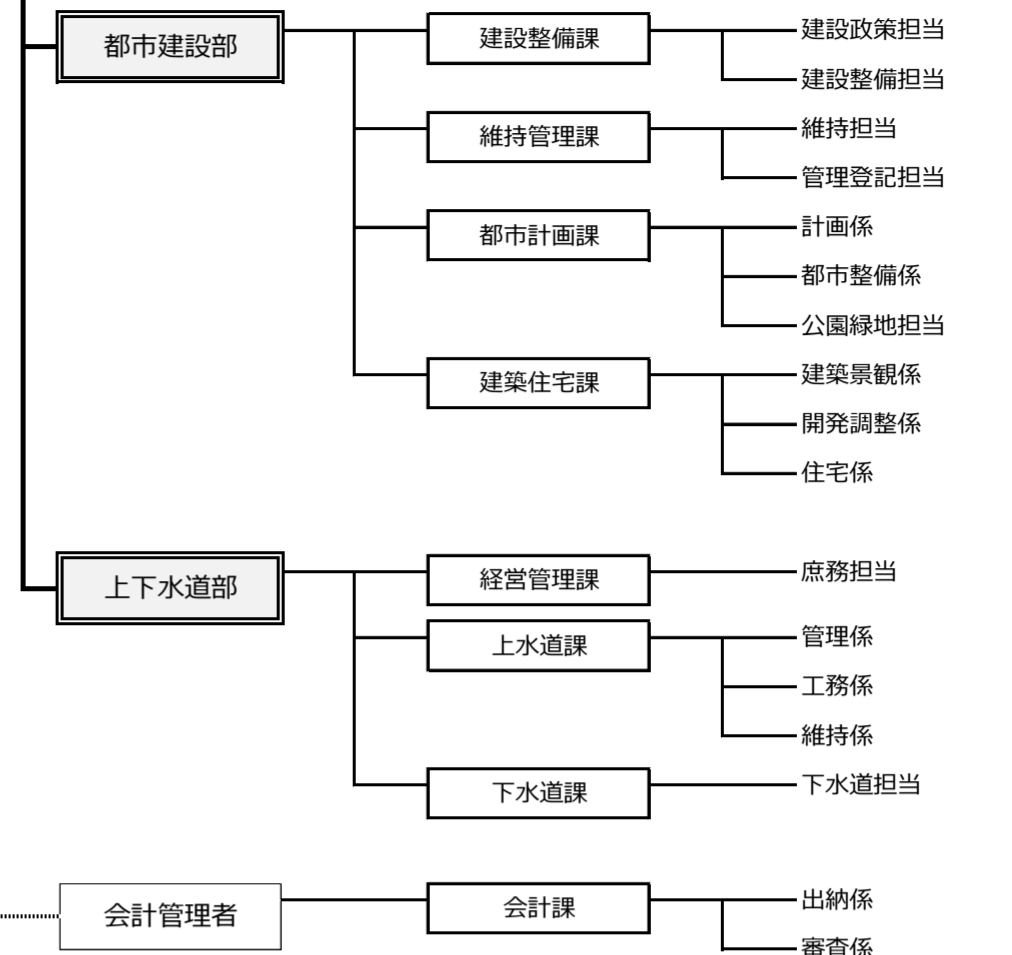 都市建設部
建設整備課
建設政策担当
建設整備担当
維持管理課
維持担当
管理登記担当
都市計画課
計画係
都市整備係
公園緑地担当
建築住宅課
建築景観係
開発調整係
住宅係
上下水道部
経営管理課
庶務担当
上水道課
管理係
工務係
維持係
下水道課
下水道担当
会計管理者
会計課
出納係
審査係